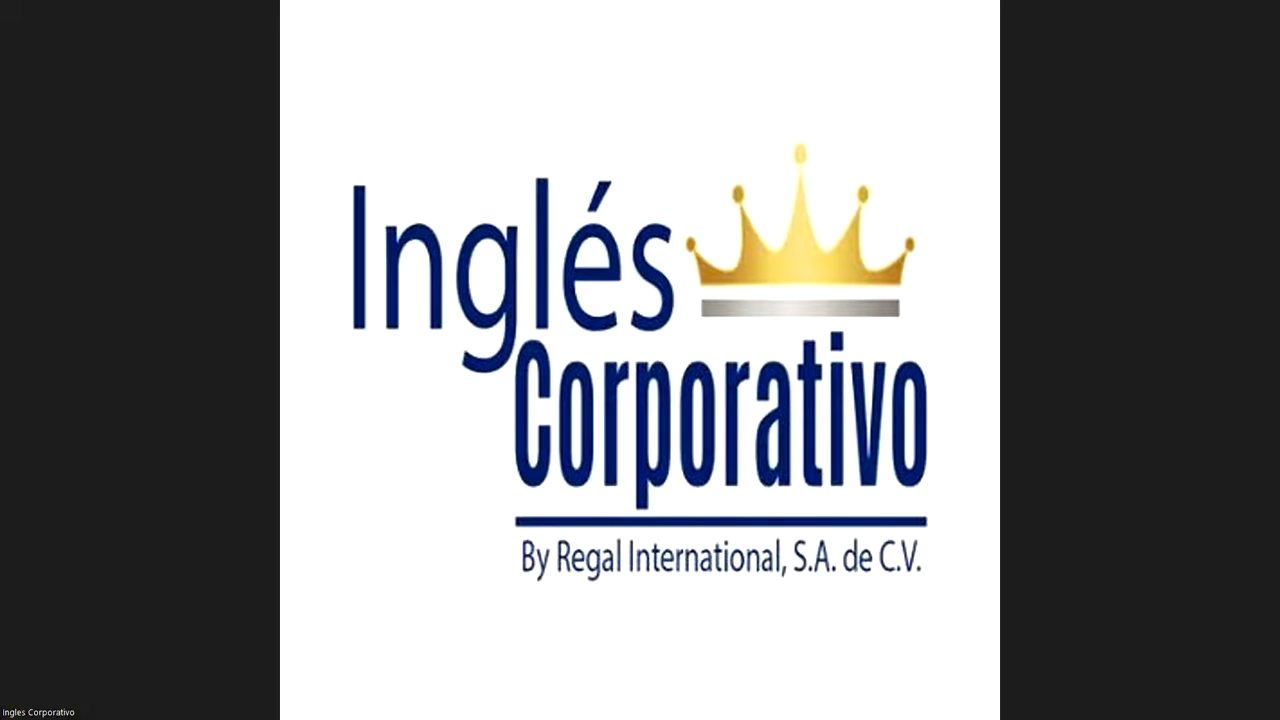 Inglés
Corporativo
By Regal International, S.A. de C.V.
Ingles Corporativo